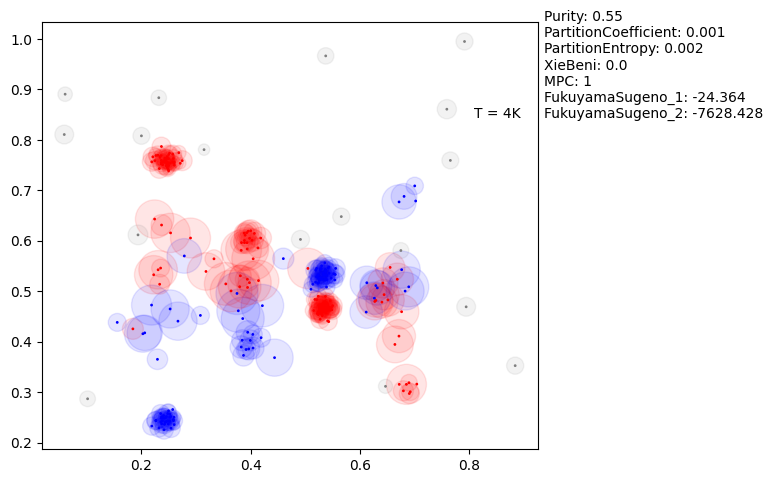 Purity: 0.55
PartitionCoefficient: 0.001
PartitionEntropy: 0.002
XieBeni: 0.0
MPC: 1
FukuyamaSugeno_1: -24.364
FukuyamaSugeno_2: -7628.428
T = 4K
1.0
0.9
0.8
0.7
0.6
0.5
0.4
0.3
0.2
0.2 0.4 0.6 0.8